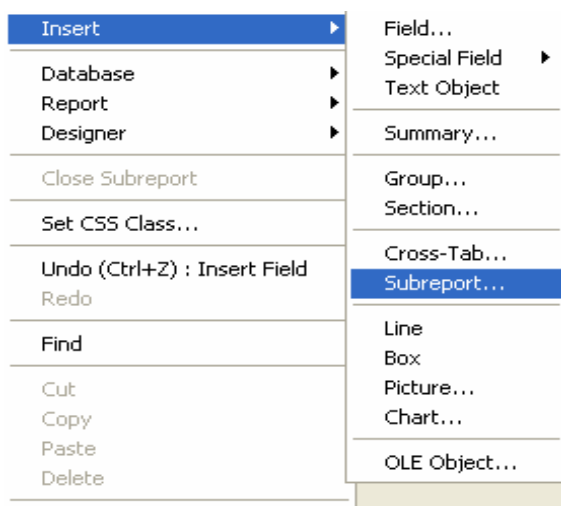 Insert
Database
Report
Designer
Close Subreport
Set CSS Class...
Undo (Ctrl+Z) : Insert Field
Redo
Find
Cut
Copy
Paste
Delete
Field...
Special Field
Text Object
Summary...
Group...
Section...
Cross-Tab...
Subreport...
Line
Box
Picture...
Chart...
OLE Object...